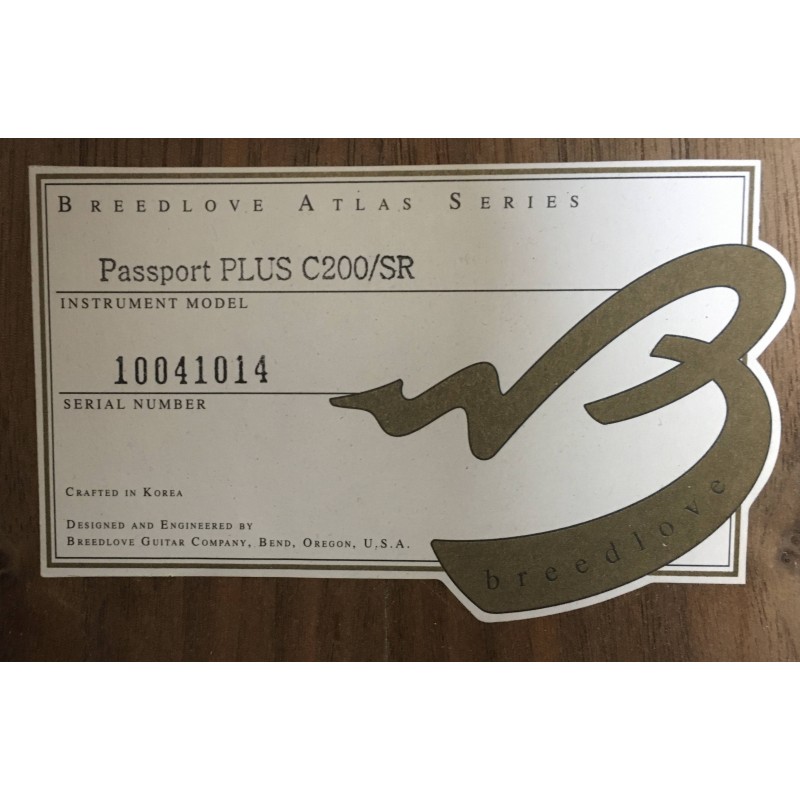 BREEDLOVE ATLAS SERIES
Passport PLUS C200/SR
INSTRUMENT MODEL
10041014
SERIAL NUMBER
CRAFTED IN KOREA
DESIGNED AND ENGINEERED BY
BREEDLOVE GUITAR COMPANY, BEND, OREGON, U.S.A.
breedlove